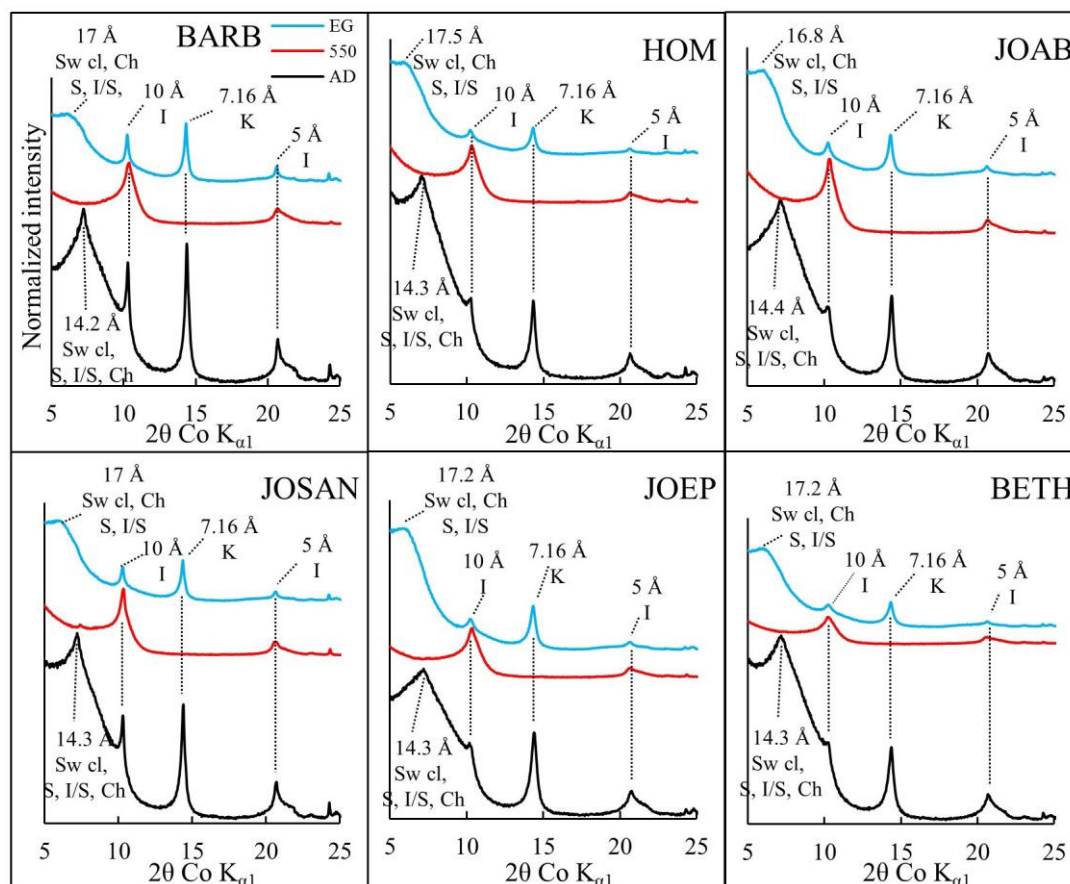 BARB
EG
550
AD
17 Å
Sw cl, Ch
S, I/S,
10 Å
I
7.16 Å
K
5 Å
I
14.2 Å
Sw cl,
S, I/S, Ch
Normalized intensity
5 10 15 20 25
2θ Co Kα1
HOM
17.5 Å
Sw cl, Ch
S, I/S
10 Å
I
7.16 Å
K
5 Å
I
14.3 Å
Sw cl,
S, I/S, Ch
5 10 15 20 25
2θ Co Kα1
JOAB
16.8 Å
Sw cl, Ch
S, I/S
10 Å
I
7.16 Å
K
5 Å
I
14.4 Å
Sw cl,
S, I/S, Ch
5 10 15 20 25
2θ Co Kα1
JOSAN
17 Å
Sw cl, Ch
S, I/S
10 Å
I
7.16 Å
K
5 Å
I
14.3 Å
Sw cl,
S, I/S, Ch
5 10 15 20 25
2θ Co Kα1
JOEP
17.2 Å
Sw cl, Ch
S, I/S
10 Å
I
7.16 Å
K
5 Å
I
14.3 Å
Sw cl,
S, I/S, Ch
5 10 15 20 25
2θ Co Kα1
BETH
17.2 Å
Sw cl, Ch
S, I/S
10 Å
I
7.16 Å
K
5 Å
I
14.3 Å
Sw cl,
S, I/S, Ch
5 10 15 20 25
2θ Co Kα1